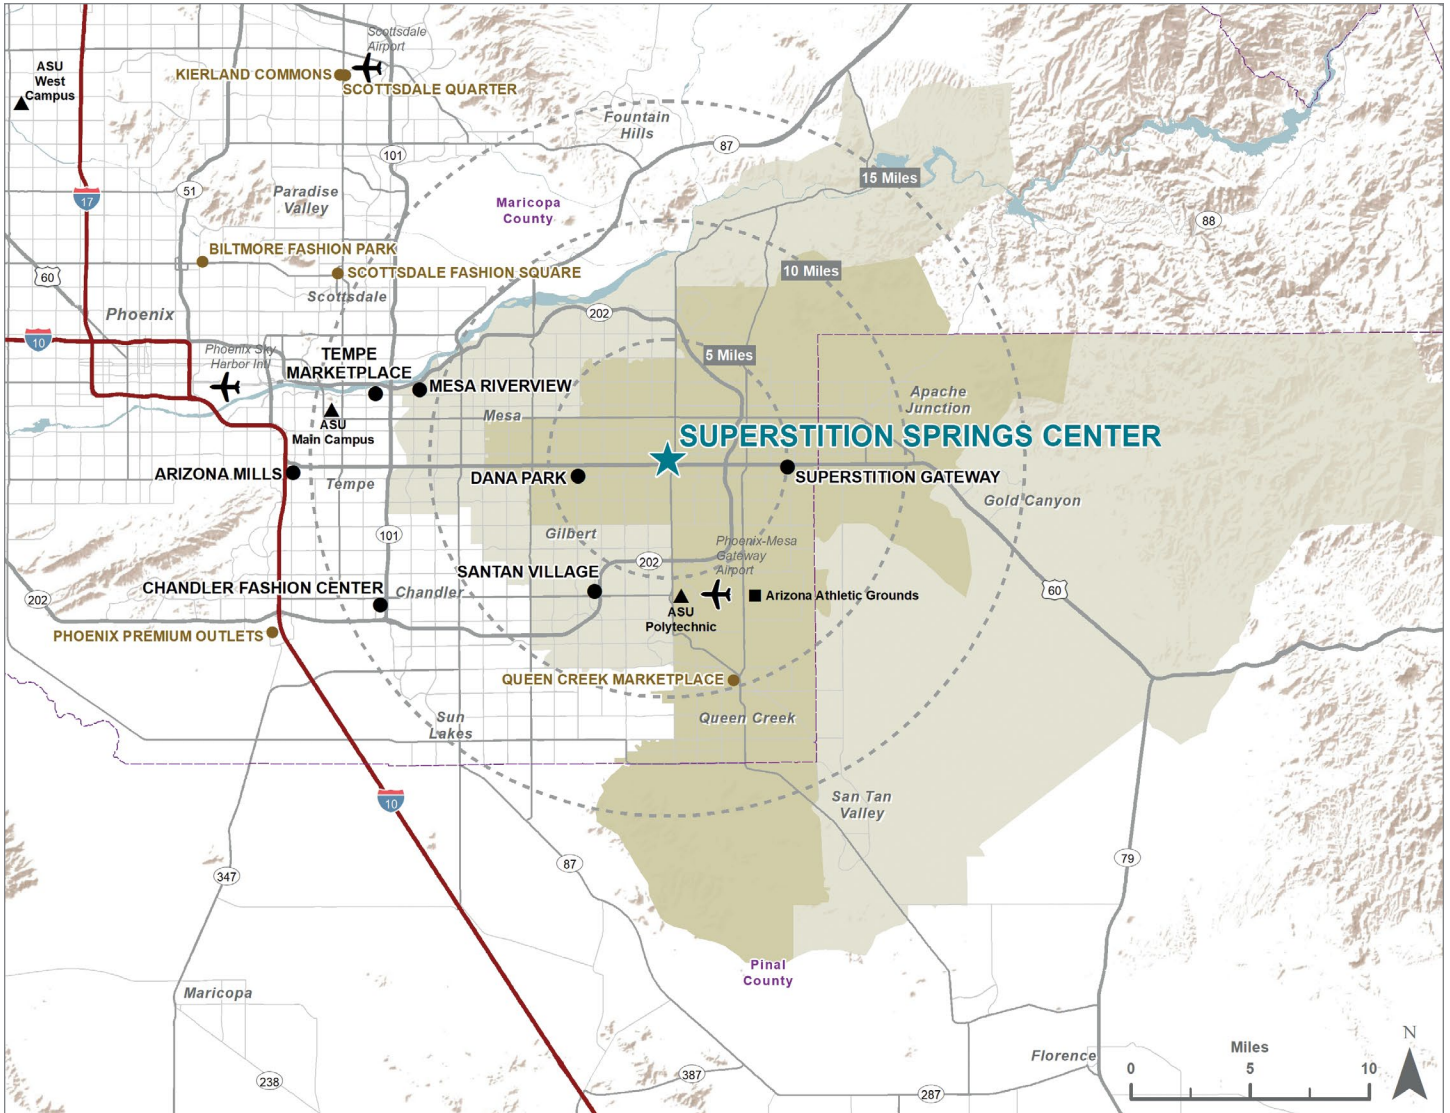 Scottsdale
Airport
ASU
West
Campus
KIERLAND COMMONS
SCOTTSDALE QUARTER
Fountain
Hills
87
101
15 Miles
51
17
Paradise
Valley
Maricopa
County
88
BILTMORE FASHION PARK
SCOTTSDALE FASHION SQUARE
10 Miles
60
Scottsdale
Phoenix
202
10
Phoenix Sky
Harbor Intl
TEMPE
MARKETPLACE
5 Miles
MESA RIVERVIEW
Apache
Junction
Mesa
ASU
Main Campus
SUPERSTITION SPRINGS CENTER
ARIZONA MILLS
Tempe
DANA PARK
SUPERSTITION GATEWAY
Gold Canyon
101
Gilbert
Phoenix-Mesa
Gateway
Airport
202
SANTAN VILLAGE
CHANDLER FASHION CENTER
Chandler
202
60
ASU
Polytechnic
Arizona Athletic Grounds
PHOENIX PREMIUM OUTLETS
QUEEN CREEK MARKETPLACE
Sun
Lakes
Queen Creek
10
San Tan
Valley
87
79
347
Pinal
County
Maricopa
N
Florence
Miles
0 5 10
387
238
287